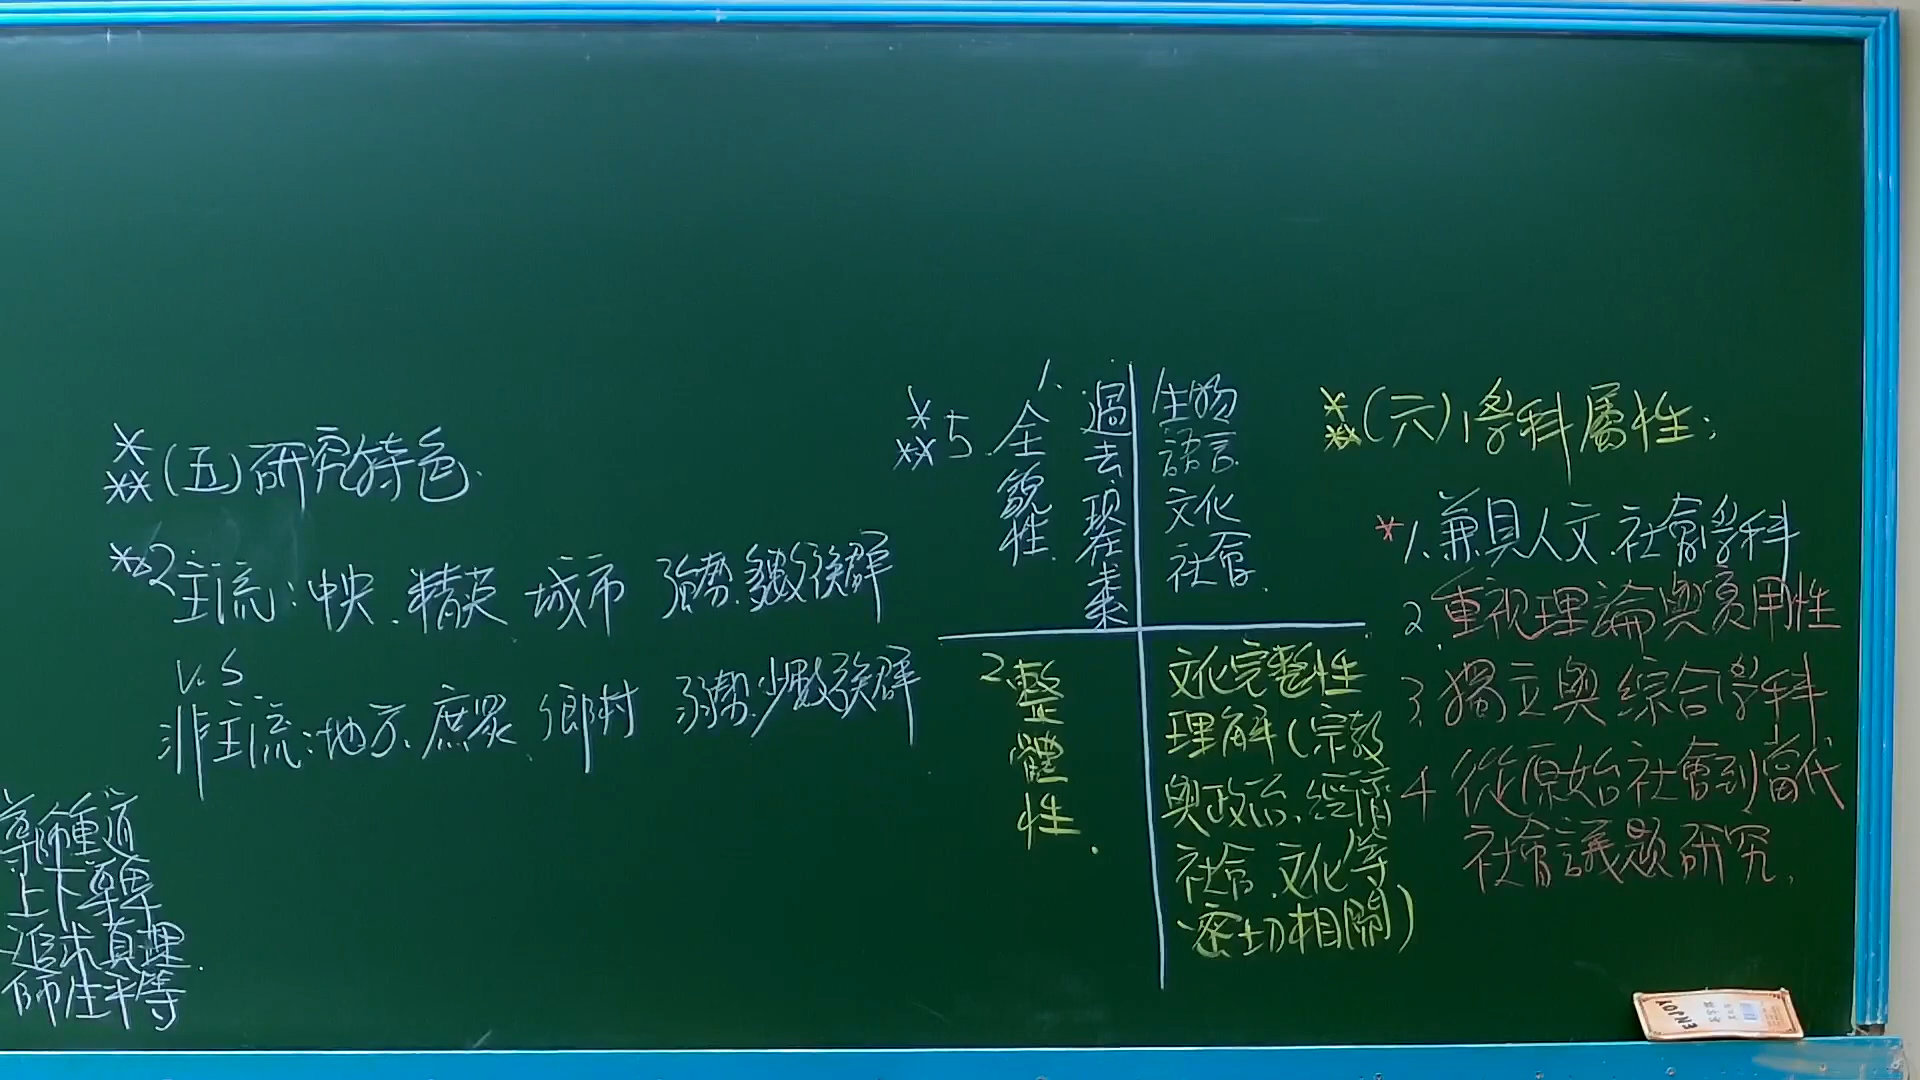 (五)研究特色.
2主流:中央.精英 城市 強勢.多數族群
V.S
非主流:地方.庶民.鄉村 弱勢.少數族群
尊師重道
上下尊卑
追求真理.
師生平等
5.
1.
全貌性.
過去現在未來
生物
語言
文化
社會.
2.整體性.
文化完整性
理解(宗教
與政治.經濟
社會.文化等
密切相關)
(六)學科屬性:
*1.兼具人文.社會學科
2.重視理論與實用性
3.獨立與綜合學科
4.從原始社會到當代
社會議題研究.
ENJOY